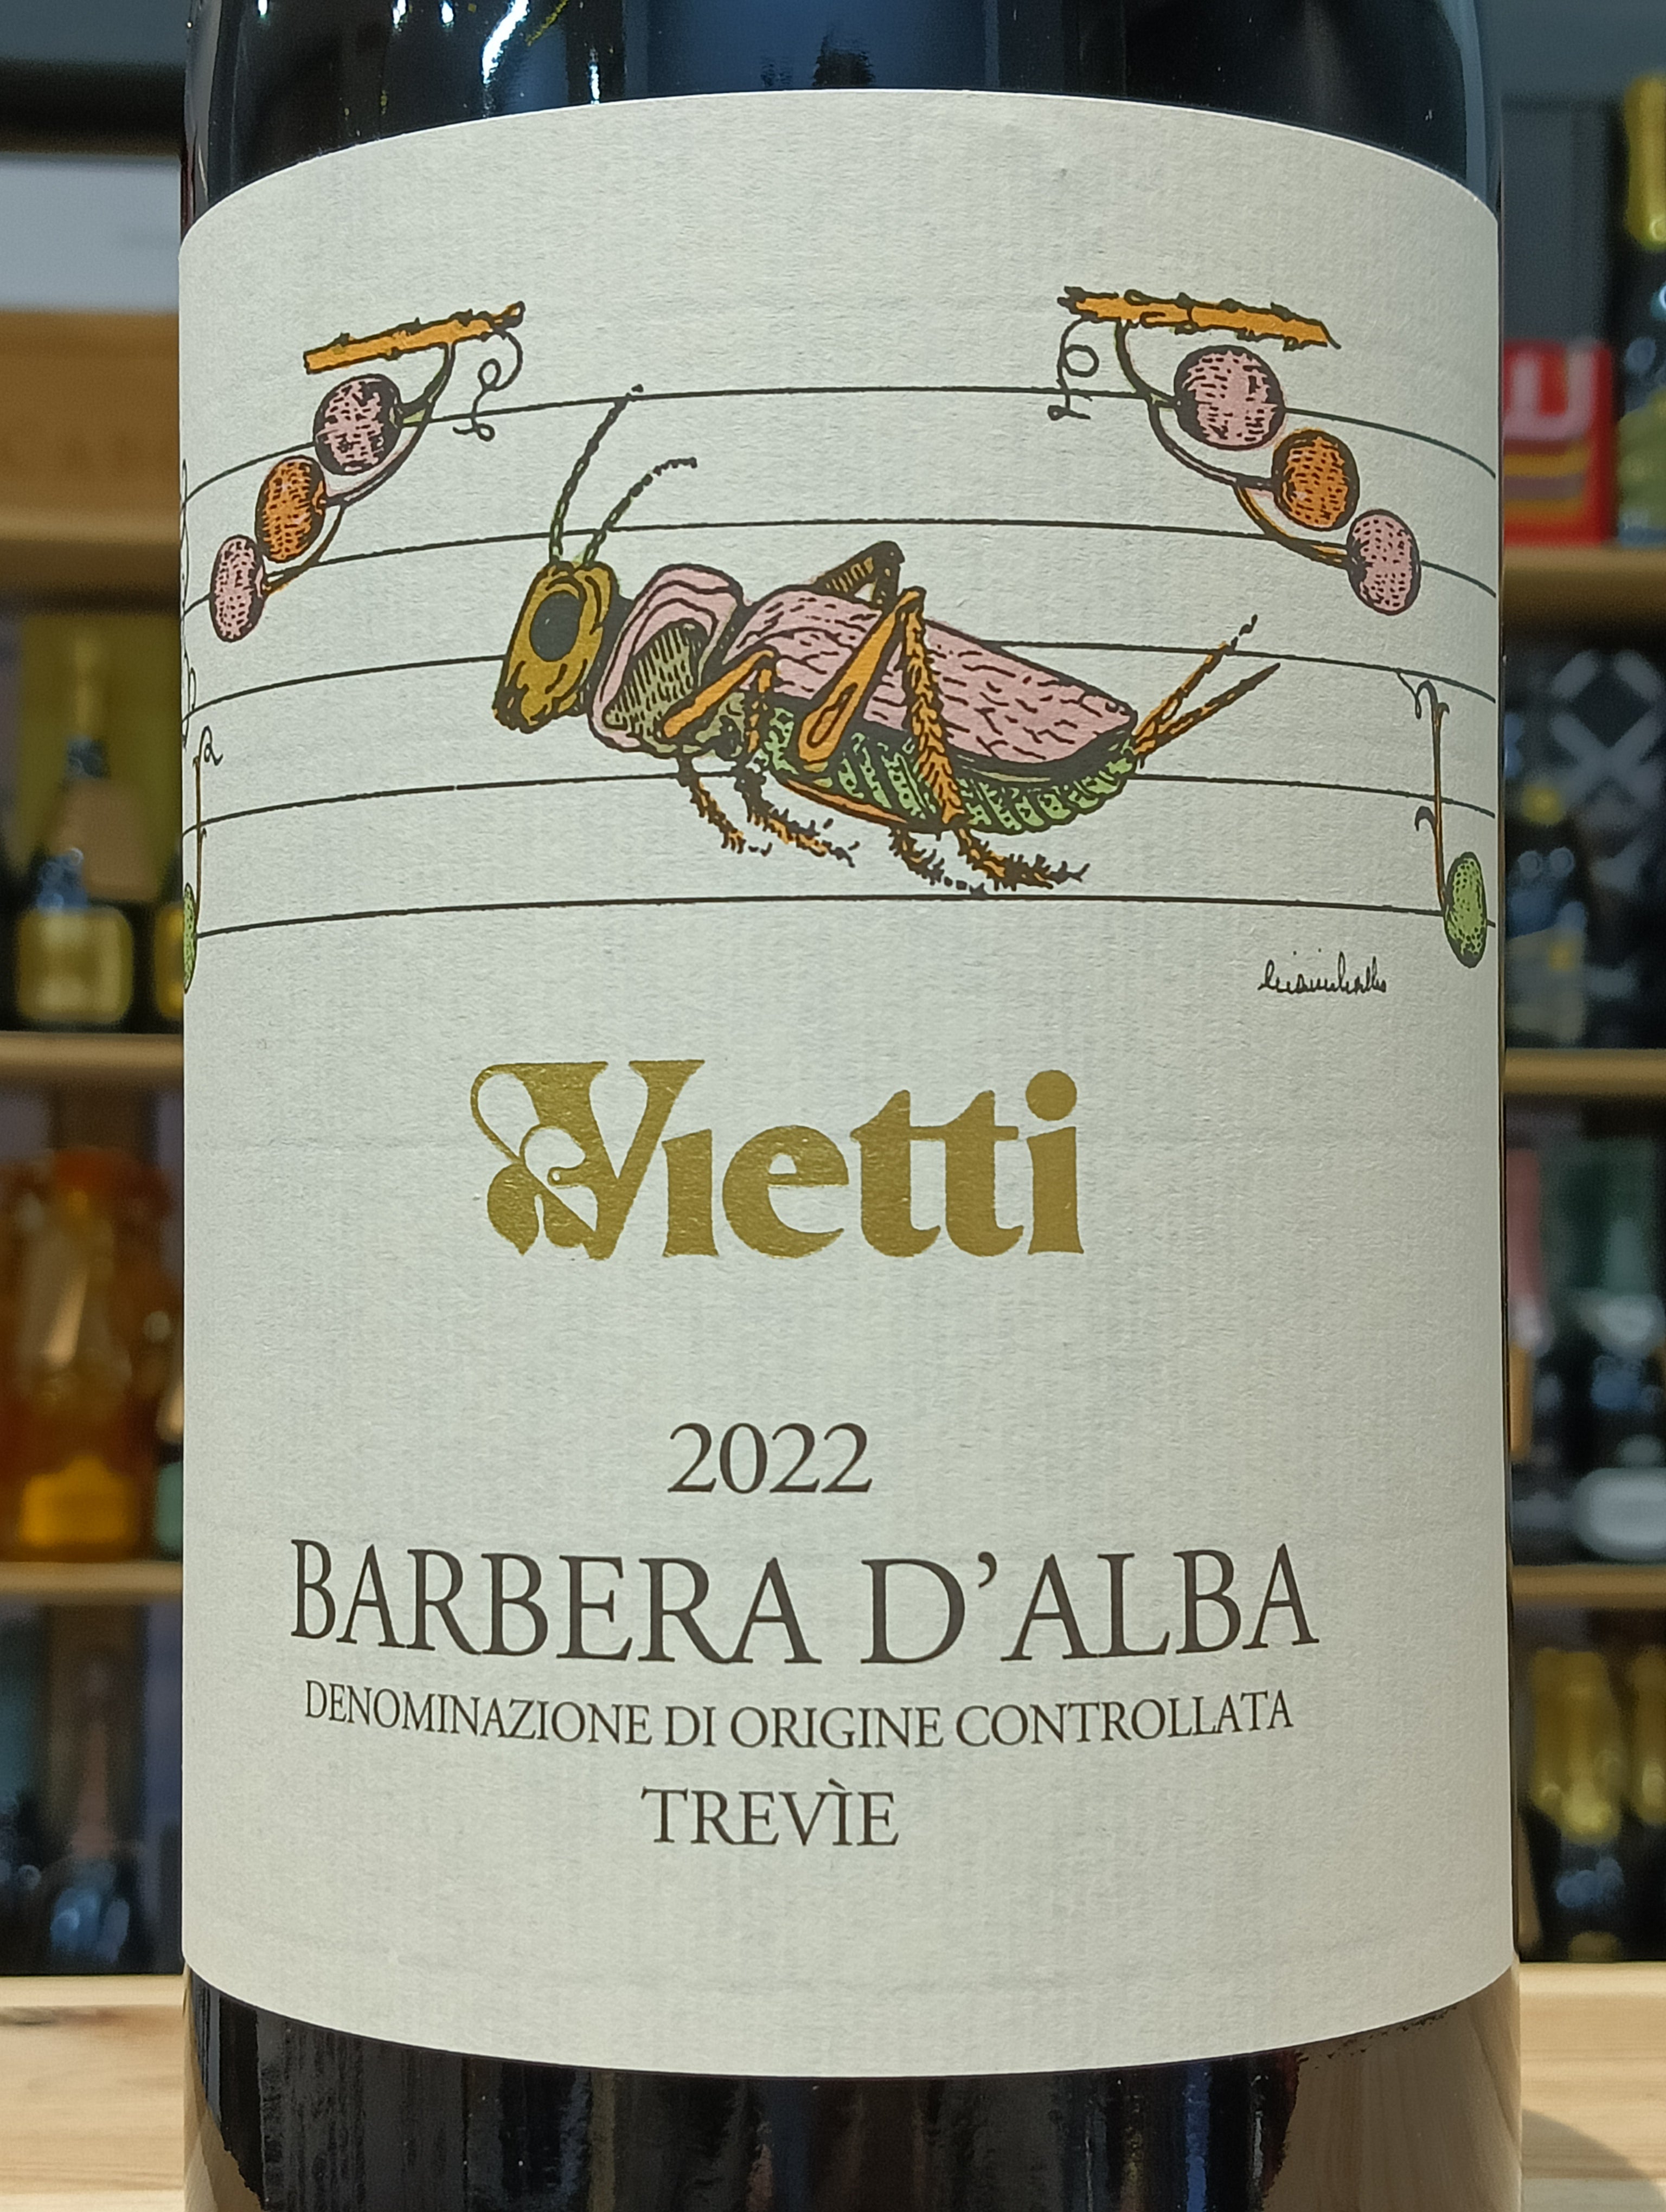 Vietti
2022
BARBERA D’ALBA
DENOMINAZIONE DI ORIGINE CONTROLLATA
TREVÌE